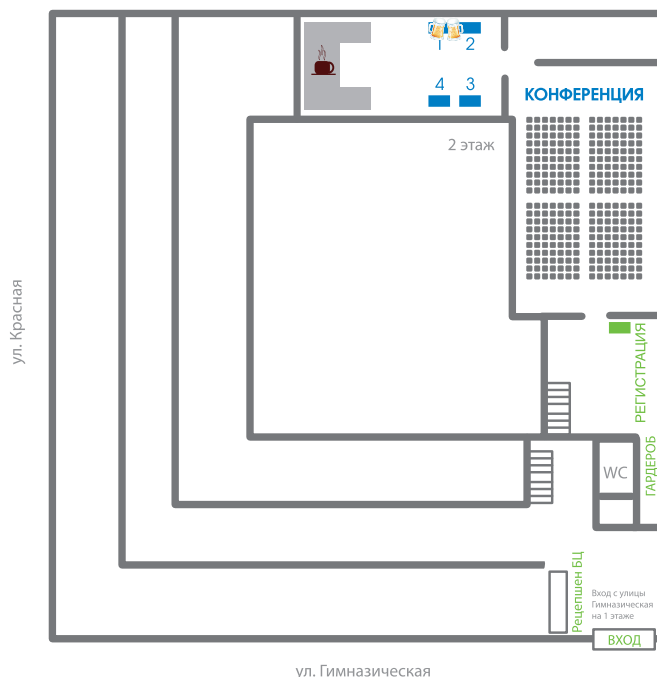 1 2
4 3
КОНФЕРЕНЦИЯ
2 этаж
ул. Красная
РЕГИСТРАЦИЯ
ГАРДЕРОБ
WC
Рецепшен БЦ
Вход с улицы
Гимназическая
на 1 этаже
ВХОД
ул. Гимназическая